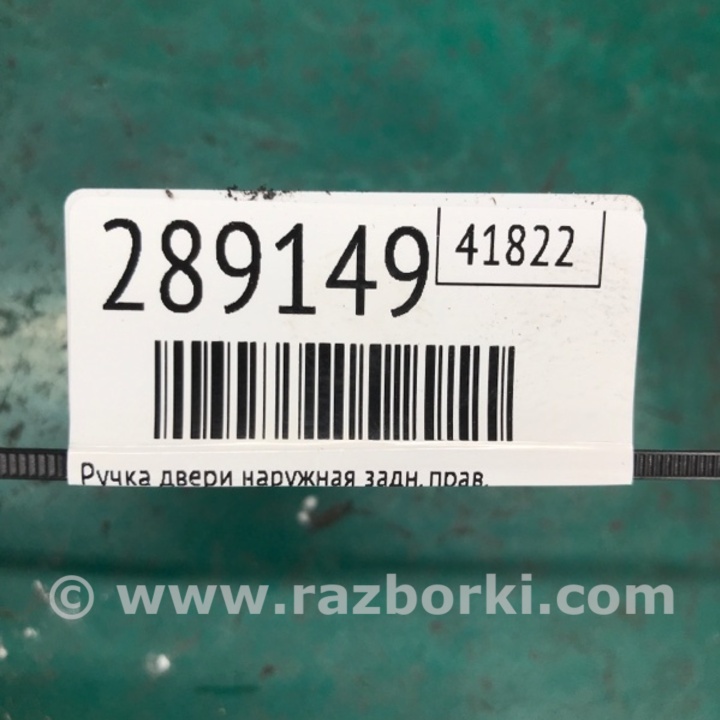 289149 41822
Ручка двери наружная задн. прав.
© www.razborki.com